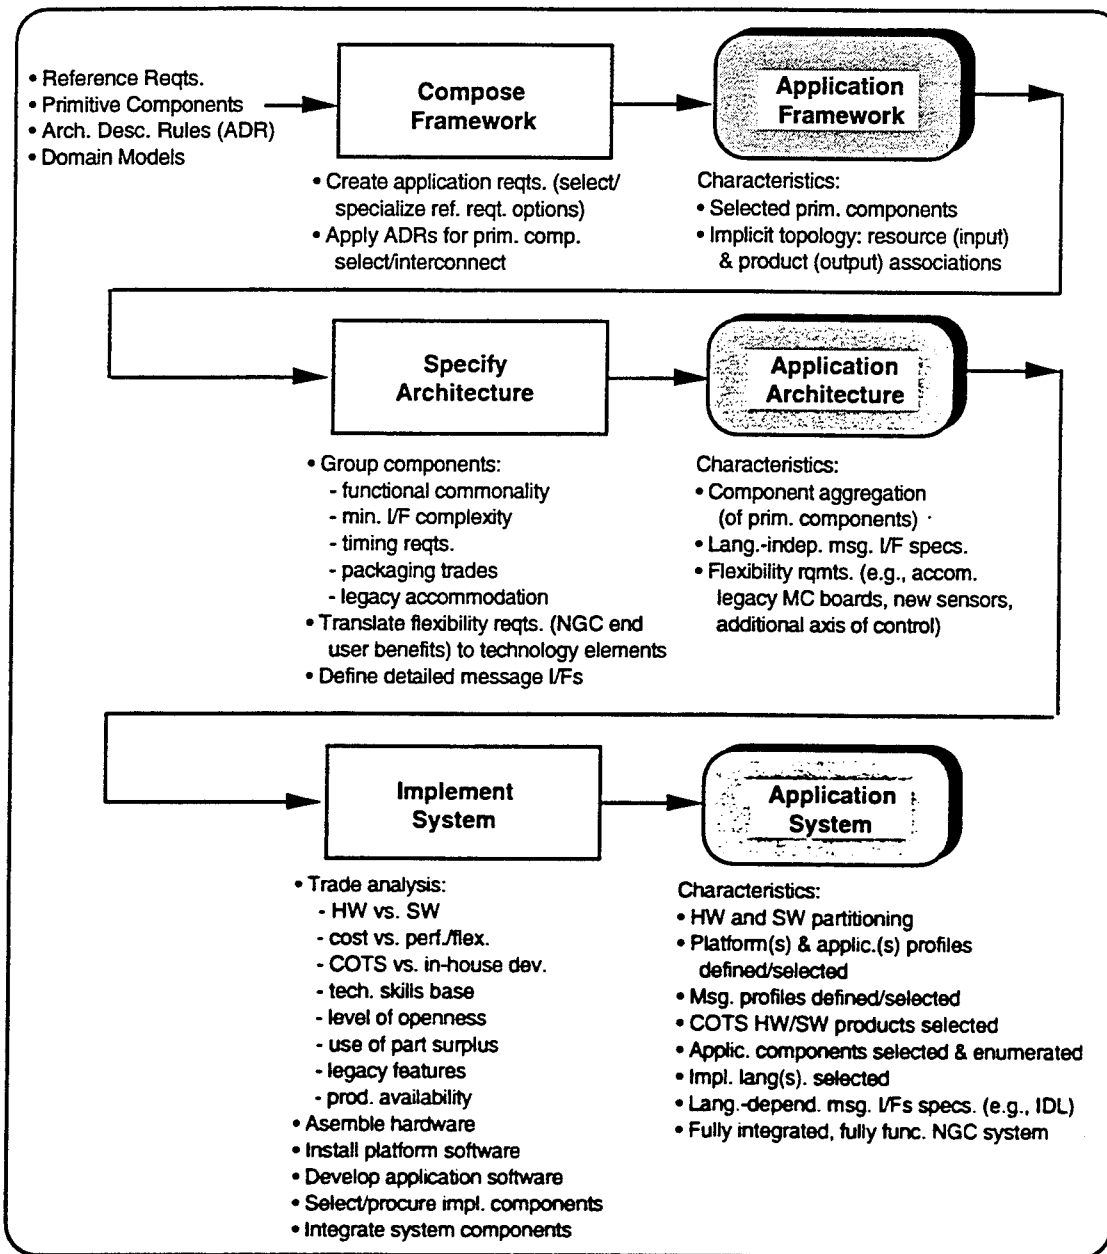 • Reference Reqts.
• Primitive Components
• Arch. Desc. Rules (ADR)
• Domain Models
Compose
Framework
• Create application reqts. (select/
specialize ref. reqt. options)
• Apply ADRs for prim. comp.
select/interconnect
Application
Framework
Characteristics:
• Selected prim. components
• Implicit topology: resource (input)
& product (output) associations
Specify
Architecture
• Group components:
- functional commonality
- min. I/F complexity
- timing reqts.
- packaging trades
- legacy accommodation
• Translate flexibility reqts. (NGC end
user benefits) to technology elements
• Define detailed message I/Fs
Application
Architecture
Characteristics:
• Component aggregation
(of prim. components)
• Lang.-indep. msg. I/F specs.
• Flexibility rqmts. (e.g., accom.
legacy MC boards, new sensors,
additional axis of control)
Implement
System
• Trade analysis:
- HW vs. SW
- cost vs. perf./flex.
- COTS vs. in-house dev.
- tech. skills base
- level of openness
- use of part surplus
- legacy features
- prod. availability
• Asemble hardware
• Install platform software
• Develop application software
• Select/procure impl. components
• Integrate system components
Application
System
Characteristics:
• HW and SW partitioning
• Platform(s) & applic.(s) profiles
defined/selected
• Msg. profiles defined/selected
• COTS HW/SW products selected
• Applic. components selected & enumerated
• Impl. lang(s). selected
• Lang.-depend. msg. I/Fs specs. (e.g., IDL)
• Fully integrated, fully func. NGC system